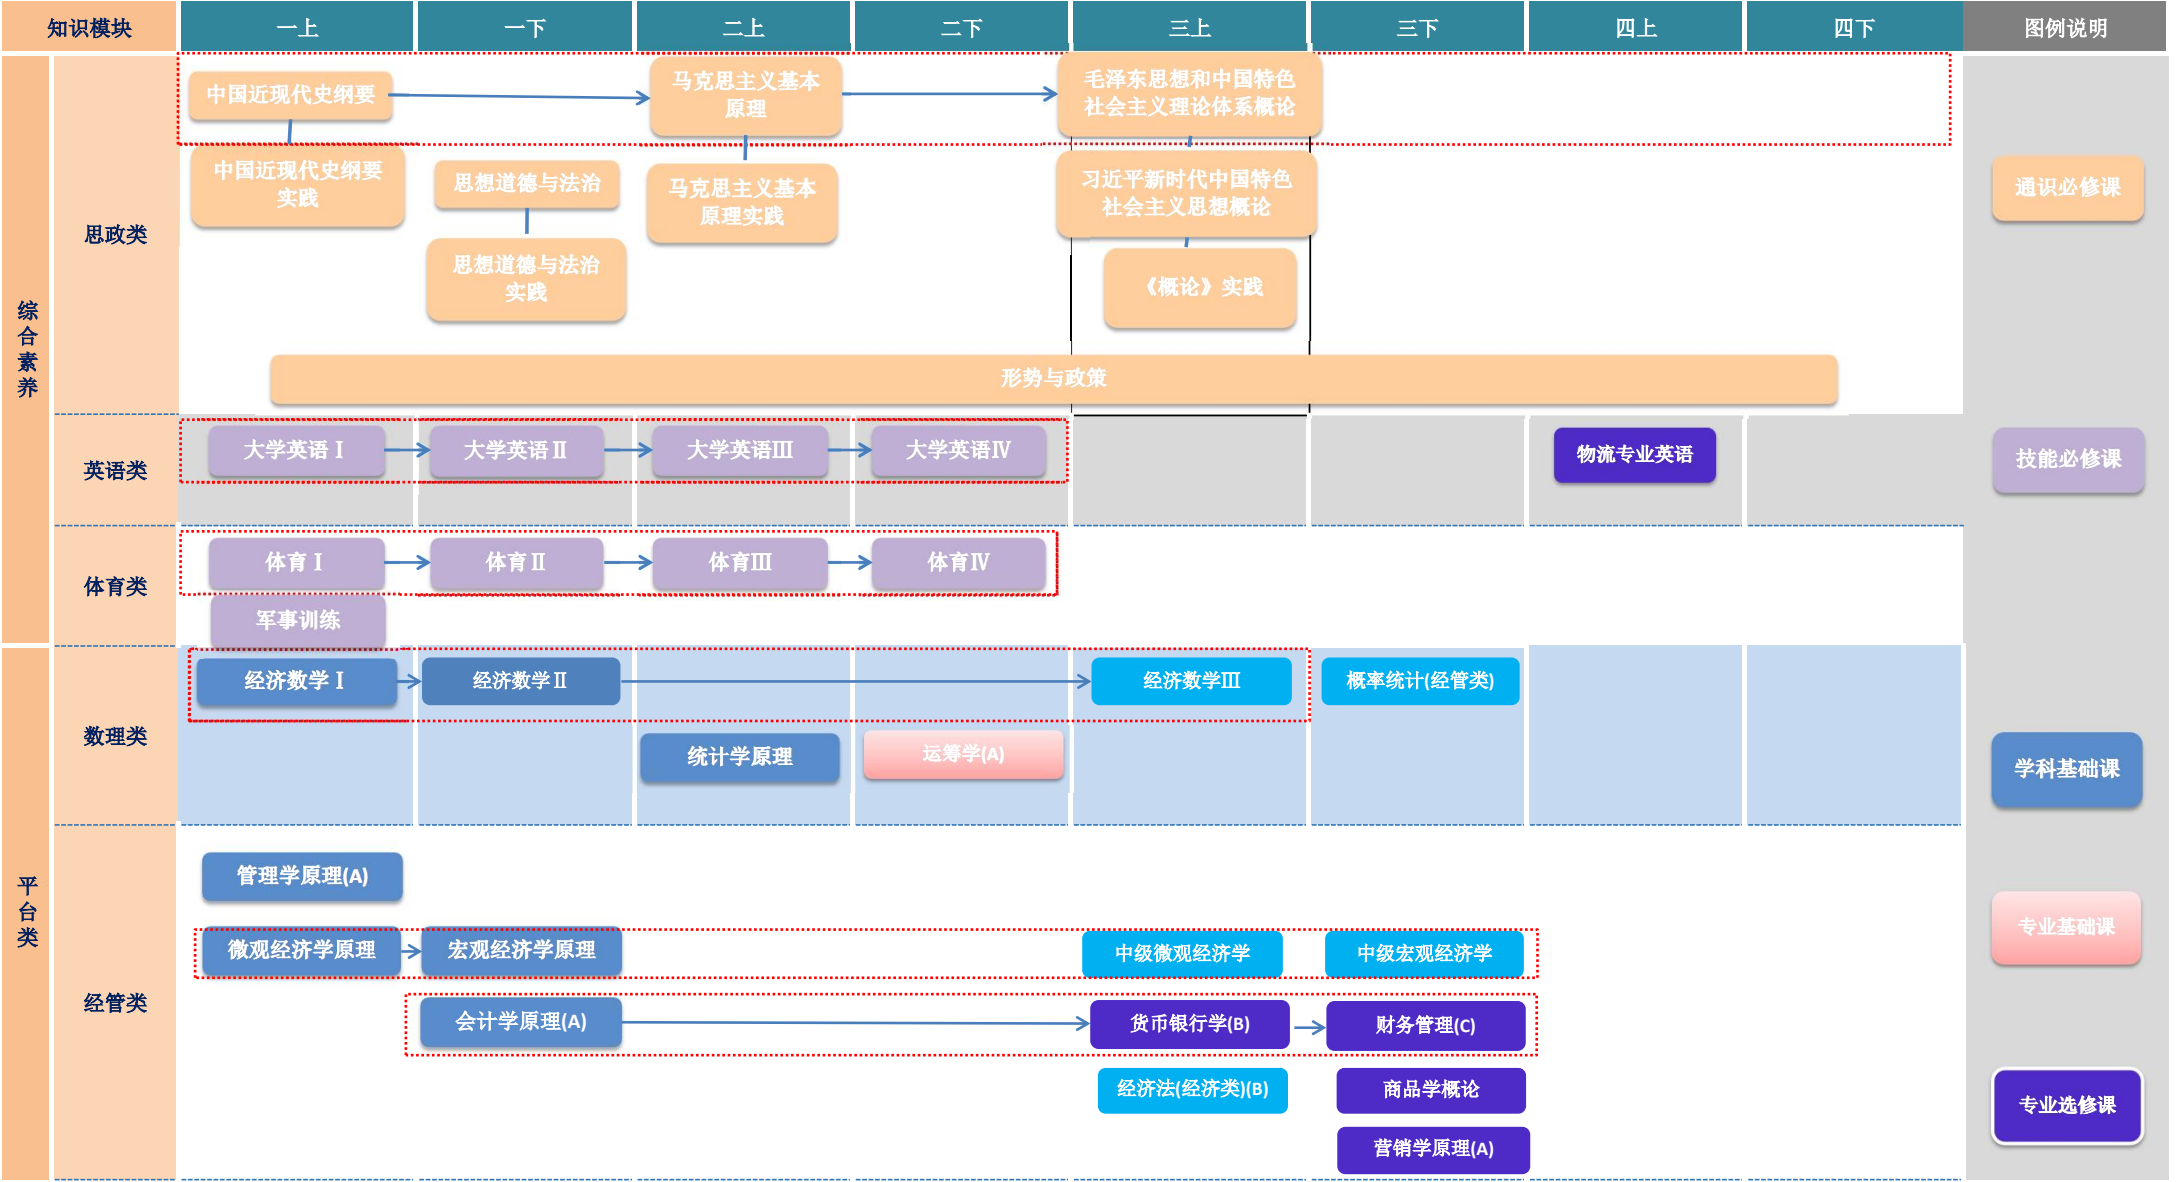 知识模块
一上
一下
二上
二下
三上
三下
四上
四下
图例说明
综合素养
思政类
中国近现代史纲要
马克思主义基本
原理
毛泽东思想和中国特色
社会主义理论体系概论
中国近现代史纲要
实践
思想道德与法治
马克思主义基本
原理实践
习近平新时代中国特色
社会主义思想概论
通识必修课
思想道德与法治
实践
《概论》实践
形势与政策
英语类
大学英语Ⅰ
大学英语Ⅱ
大学英语Ⅲ
大学英语Ⅳ
物流专业英语
技能必修课
体育类
体育Ⅰ
体育Ⅱ
体育Ⅲ
体育Ⅳ
军事训练
平台类
数理类
经济数学Ⅰ
经济数学Ⅱ
经济数学Ⅲ
概率统计(经管类)
统计学原理
运筹学(A)
学科基础课
经管类
管理学原理(A)
微观经济学原理
宏观经济学原理
中级微观经济学
中级宏观经济学
专业基础课
会计学原理(A)
货币银行学(B)
财务管理(C)
经济法(经济类)(B)
商品学概论
专业选修课
营销学原理(A)